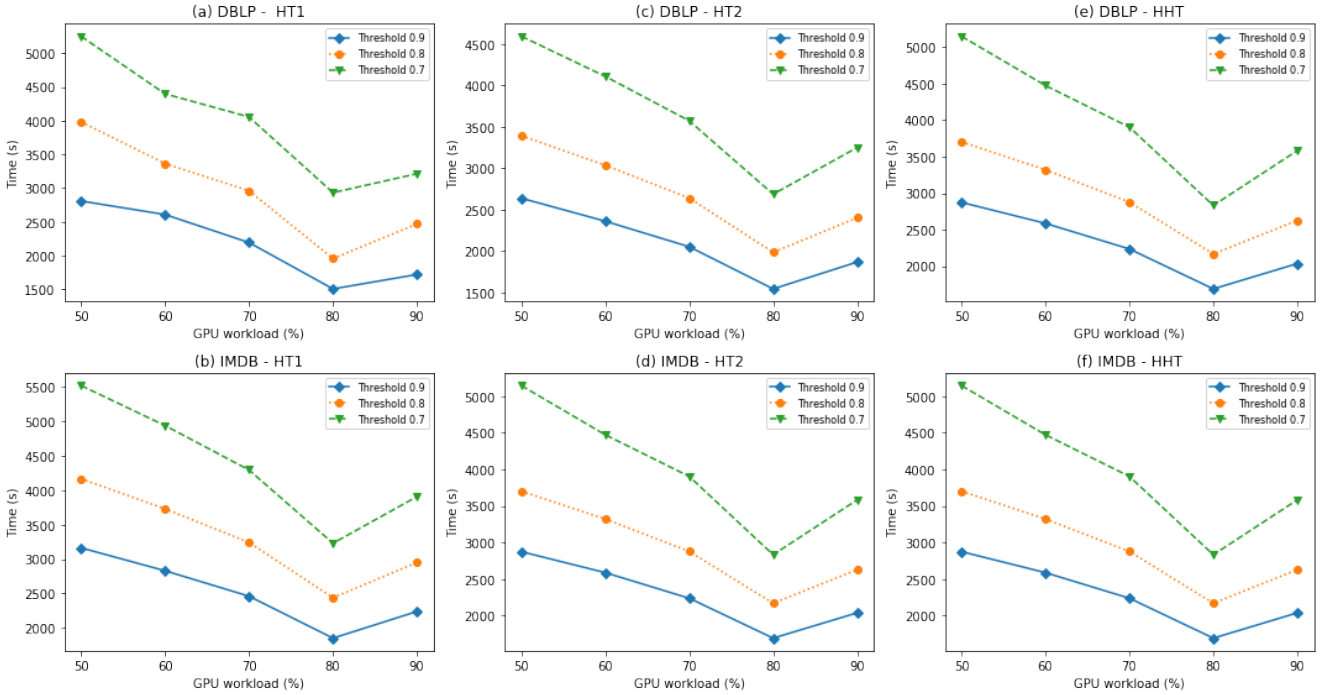 (a) DBLP - HT1
Time (s)
5000
4500
4000
3500
3000
2500
2000
1500
50 60 70 80 90
GPU workload (%)
Threshold 0.9
Threshold 0.8
Threshold 0.7
(c) DBLP - HT2
Time (s)
4500
4000
3500
3000
2500
2000
1500
50 60 70 80 90
GPU workload (%)
Threshold 0.9
Threshold 0.8
Threshold 0.7
(e) DBLP - HHT
Time (s)
5000
4500
4000
3500
3000
2500
2000
50 60 70 80 90
GPU workload (%)
Threshold 0.9
Threshold 0.8
Threshold 0.7
(b) IMDB - HT1
Time (s)
5500
5000
4500
4000
3500
3000
2500
2000
50 60 70 80 90
GPU workload (%)
Threshold 0.9
Threshold 0.8
Threshold 0.7
(d) IMDB - HT2
Time (s)
5000
4500
4000
3500
3000
2500
2000
50 60 70 80 90
GPU workload (%)
Threshold 0.9
Threshold 0.8
Threshold 0.7
(f) IMDB - HHT
Time (s)
5000
4500
4000
3500
3000
2500
2000
50 60 70 80 90
GPU workload (%)
Threshold 0.9
Threshold 0.8
Threshold 0.7